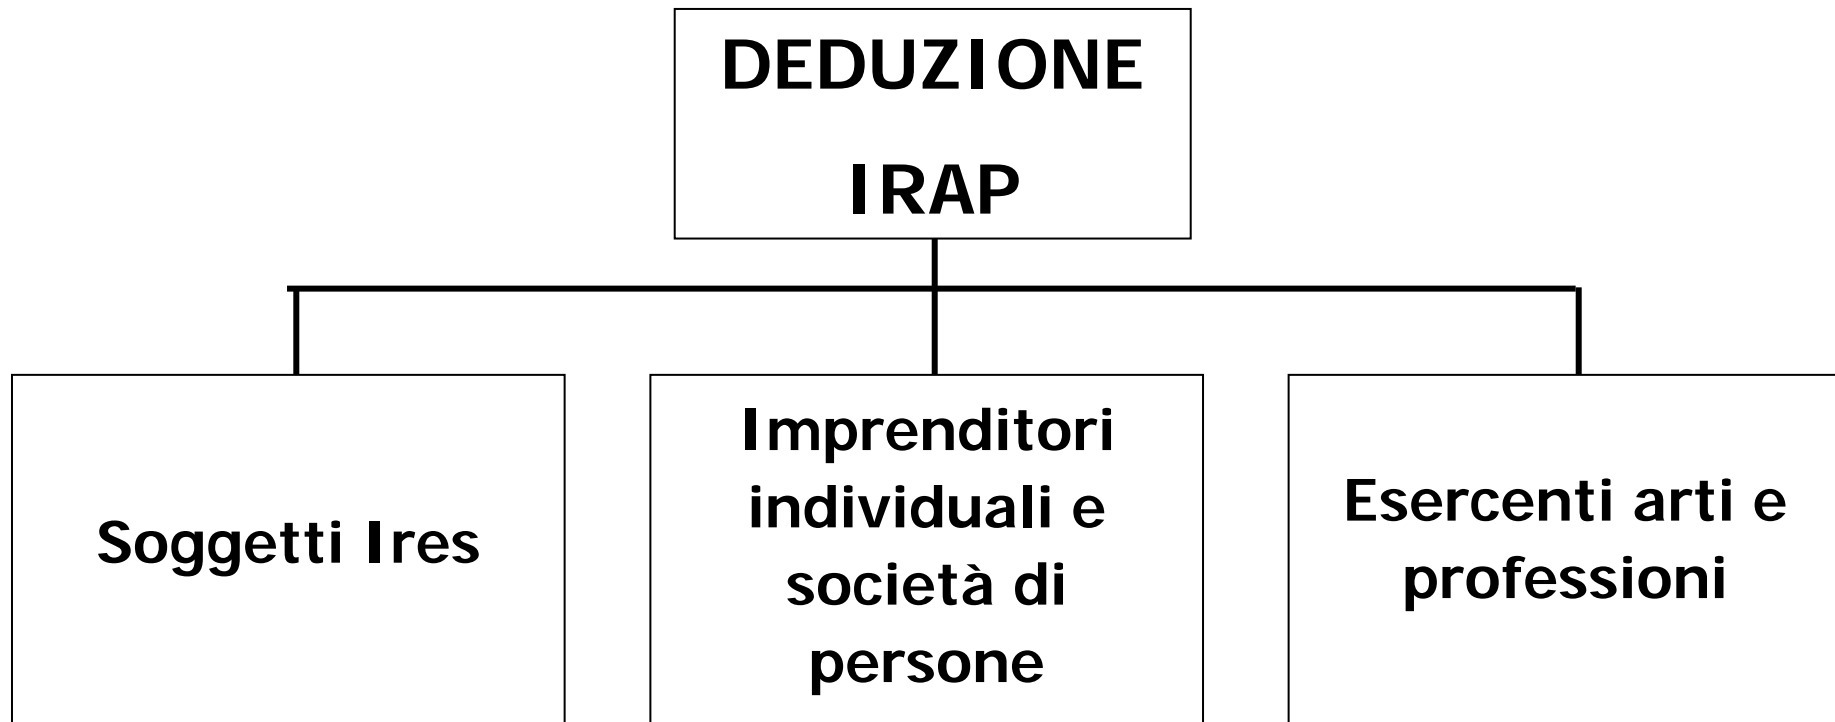 DEDUZIONE
IRAP
Soggetti Ires
Imprenditori
individuali e
società di
persone
Esercenti arti e
professioni